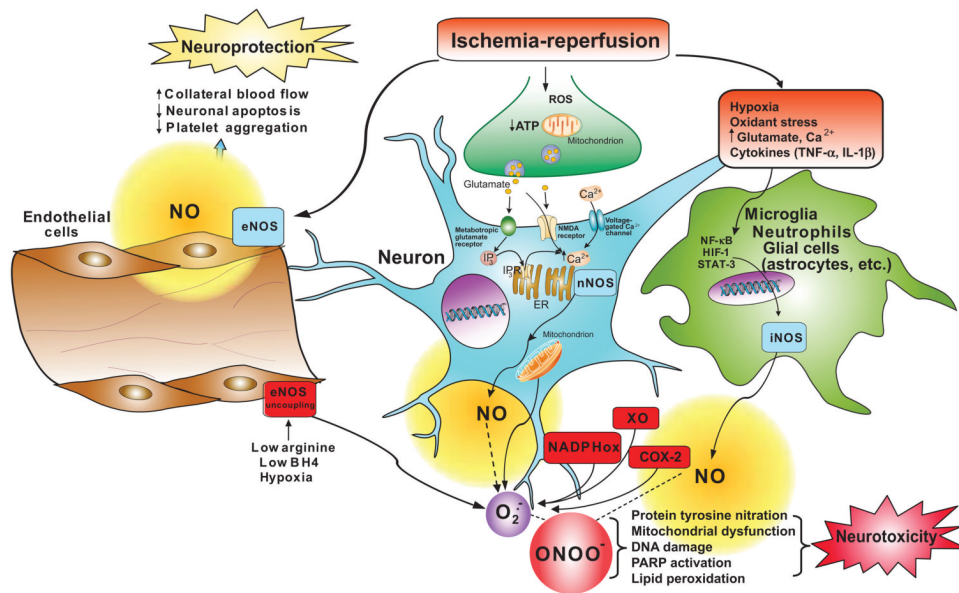 Neuroprotection
↑ Collateral blood flow
↓ Neuronal apoptosis
↓ Platelet aggregation
Ischemia-reperfusion
ROS
↓ATP
Mitochondrion
Hypoxia
Oxidant stress
↑ Glutamate, Ca2+
Cytokines (TNF-α, IL-1β)
Endothelial
cells
NO
eNOS
Glutamate
Ca2+
Metabotropic
glutamate
receptor
NMDA
receptor
Voltage-
gated Ca2+
channel
Neuron
IP3
IP3R
↑ Ca2+
ER
nNOS
Mitochondrion
NO
Microglia
Neutrophils
Glial cells
(astrocytes, etc.)
NF-κB
HIF-1
STAT-3
iNOS
NO
eNOS
uncoupling
Low arginine
Low BH4
Hypoxia
XO
NADPHox
COX-2
O2·-
ONOO-
Protein tyrosine nitration
Mitochondrial dysfunction
DNA damage
PARP activation
Lipid peroxidation
Neurotoxicity